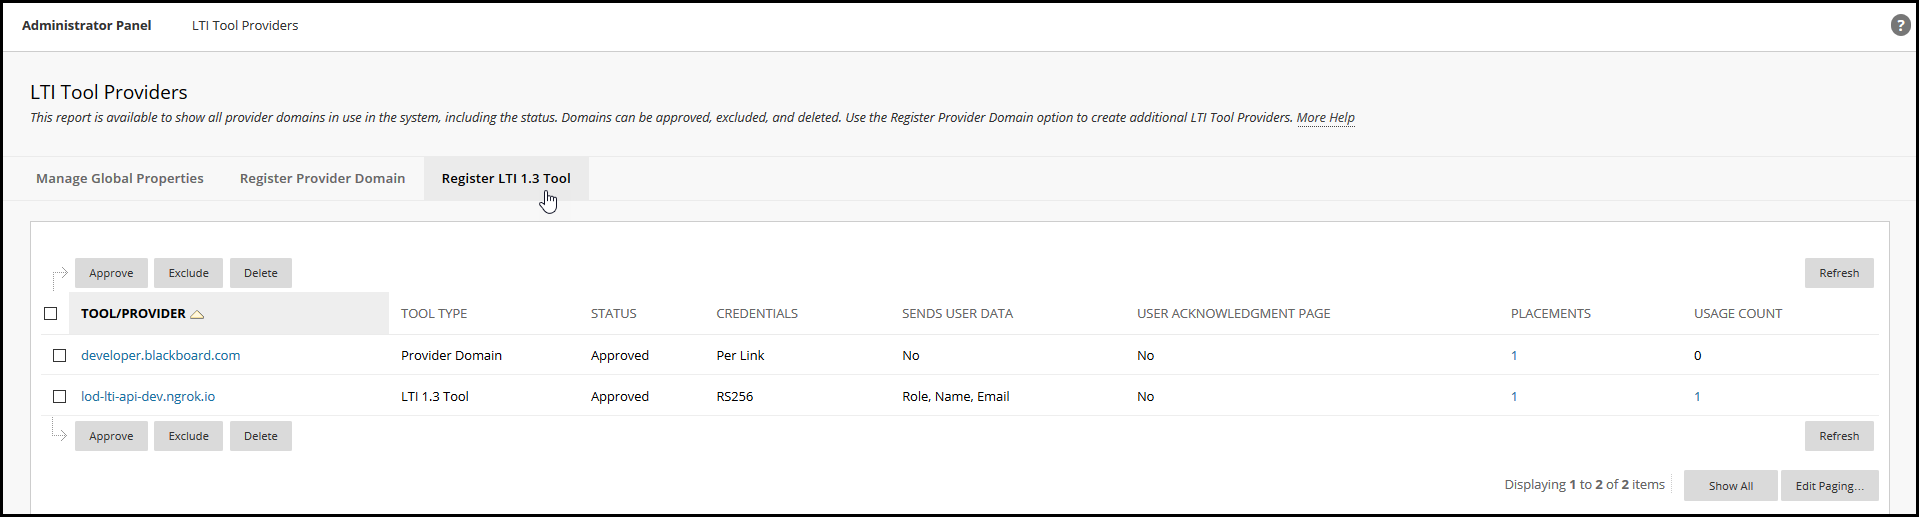 Administrator Panel LTI Tool Providers ?
LTI Tool Providers
This report is available to show all provider domains in use in the system, including the status. Domains can be approved, excluded, and deleted. Use the Register Provider Domain option to create additional LTI Tool Providers. More Help
Manage Global Properties Register Provider Domain Register LTI 1.3 Tool
Approve Exclude Delete Refresh
TOOL/PROVIDER TOOL TYPE STATUS CREDENTIALS SENDS USER DATA USER ACKNOWLEDGMENT PAGE PLACEMENTS USAGE COUNT
developer.blackboard.com Provider Domain Approved Per Link No No 1 0
lod-lti-api-dev.ngrok.io LTI 1.3 Tool Approved RS256 Role, Name, Email No 1 1
Approve Exclude Delete Refresh
Displaying 1 to 2 of 2 items Show All Edit Paging...